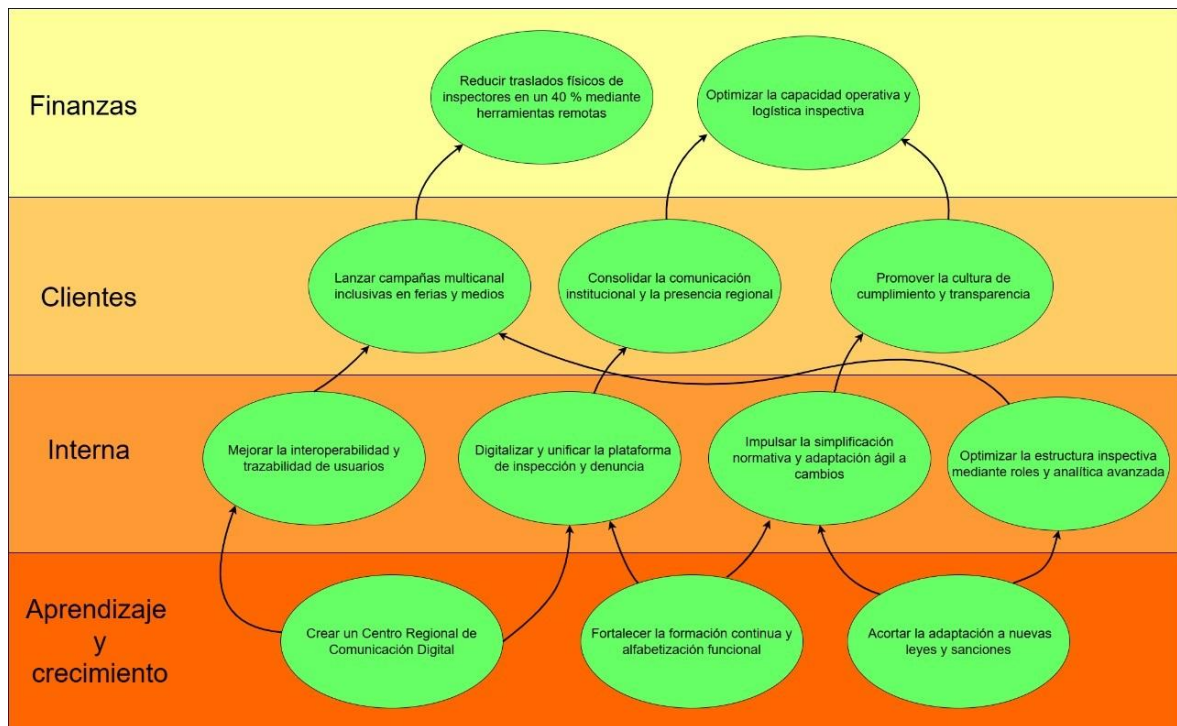 Finanzas
Reducir traslados físicos de
inspectores en un 40 % mediante
herramientas remotas
Optimizar la capacidad operativa y
logística inspectiva
Clientes
Lanzar campañas multicanal
inclusivas en ferias y medios
Consolidar la comunicación
institucional y la presencia regional
Promover la cultura de
cumplimiento y transparencia
Interna
Mejorar la interoperabilidad y
trazabilidad de usuarios
Digitalizar y unificar la plataforma
de inspección y denuncia
Impulsar la simplificación
normativa y adaptación ágil a
cambios
Optimizar la estructura inspectiva
mediante roles y analítica avanzada
Aprendizaje
y
crecimiento
Crear un Centro Regional de
Comunicación Digital
Fortalecer la formación continua y
alfabetización funcional
Acortar la adaptación a nuevas
leyes y sanciones